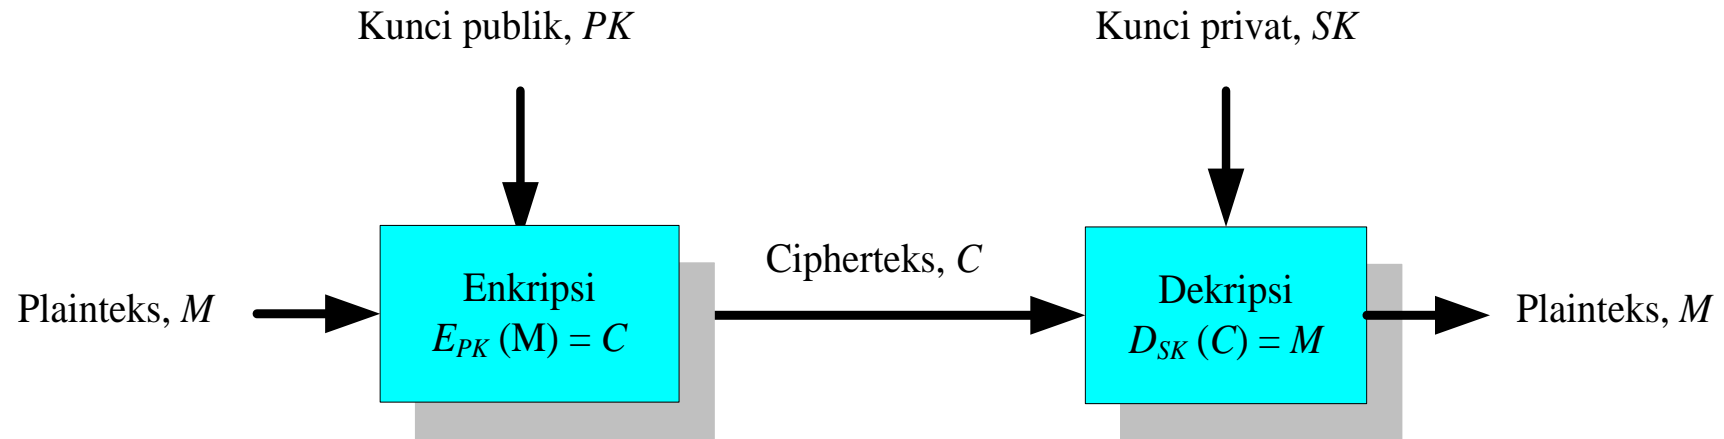 Kunci publik, PK
Kunci privat, SK
Plainteks, M
Enkripsi
E_PK (M) = C
Cipherteks, C
Dekripsi
D_SK (C) = M
Plainteks, M